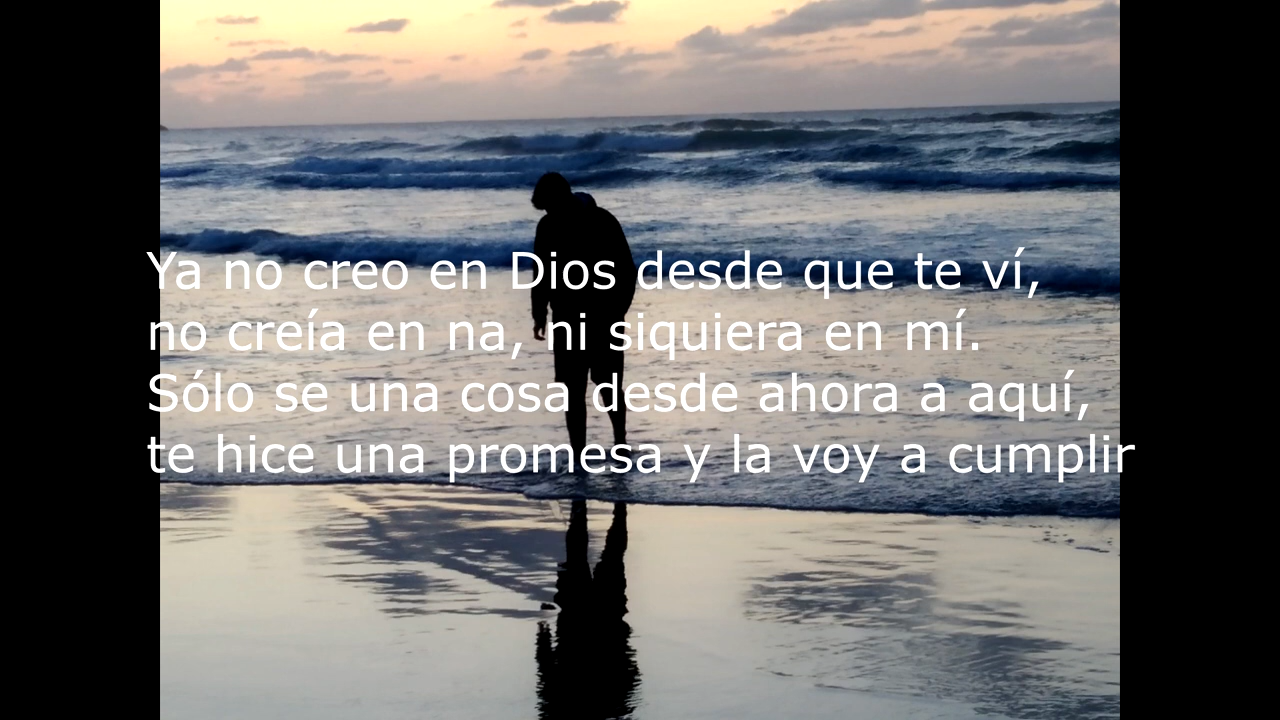 Ya no creo en Dios desde que te ví,
no creía en na, ni siquiera en mí.
Sólo se una cosa desde ahora a aquí,
te hice una promesa y la voy a cumplir